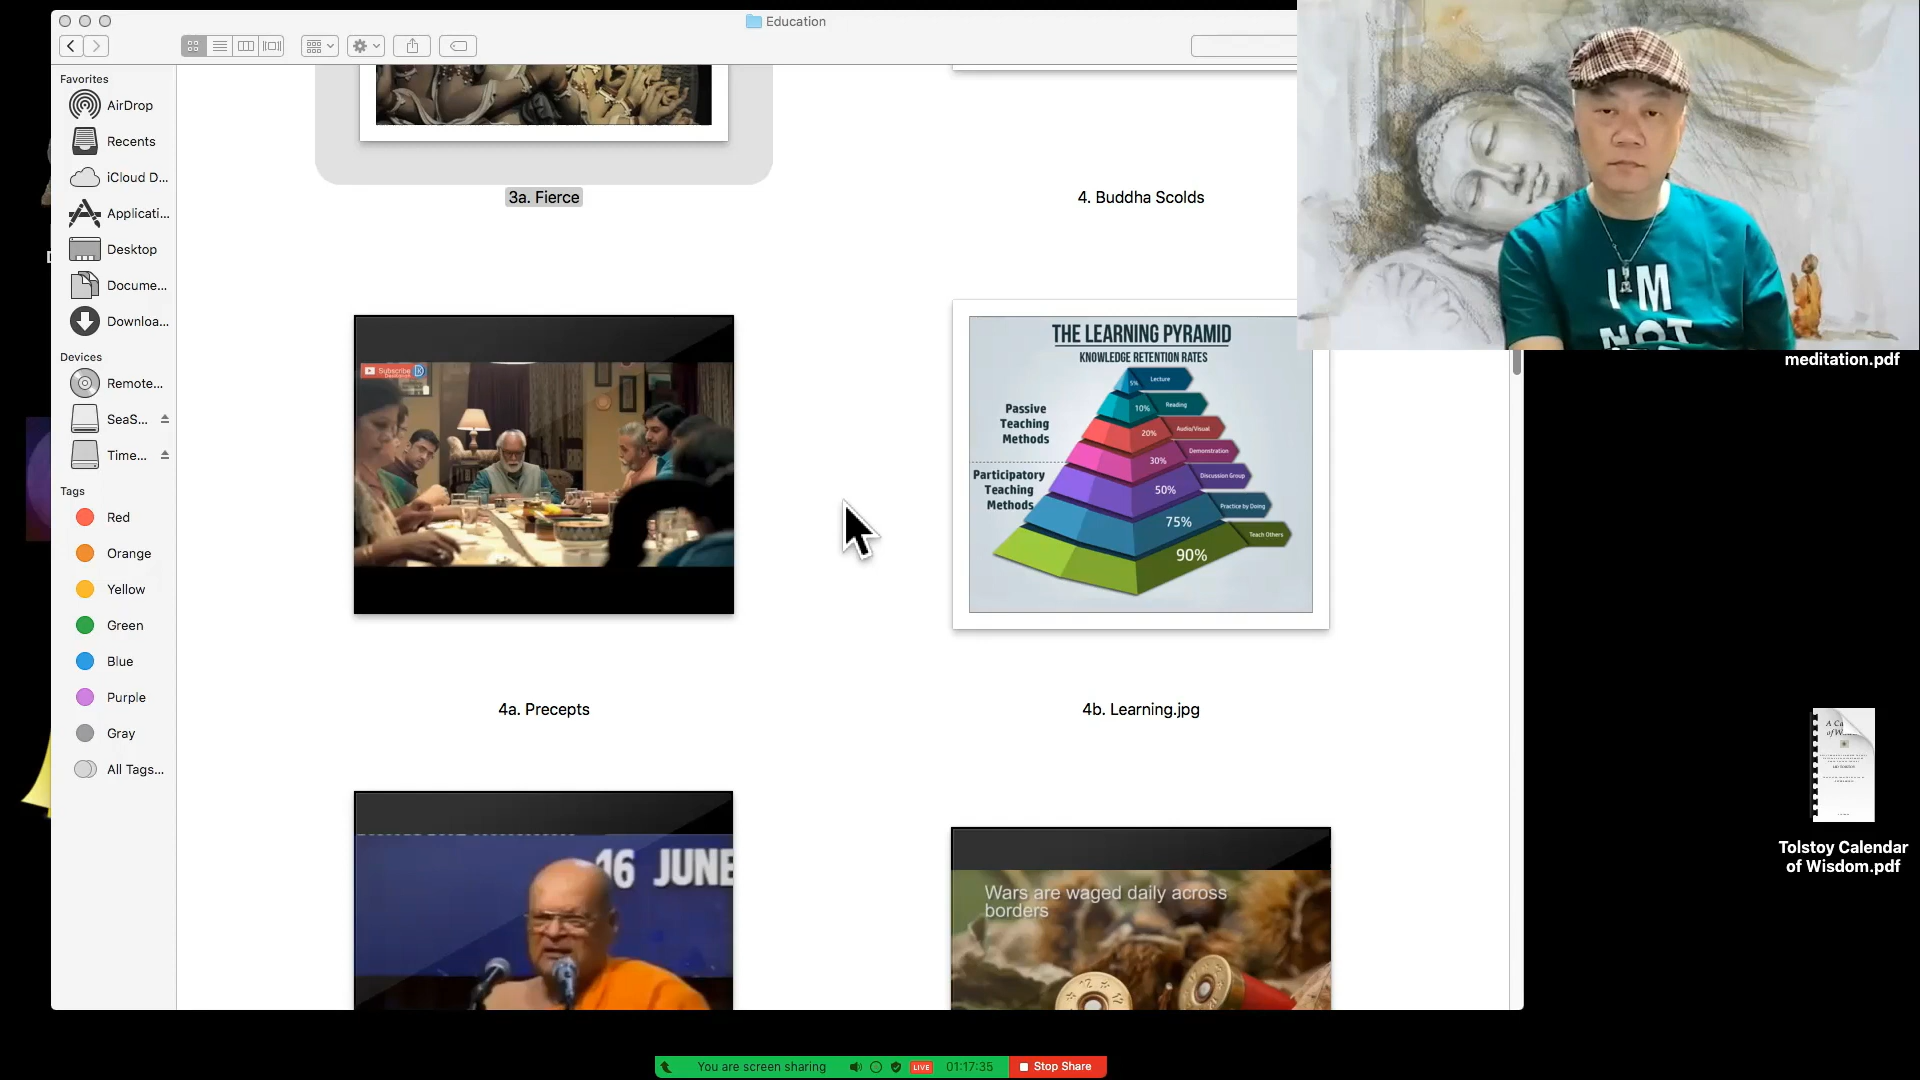 Education
Favorites
AirDrop
Recents
iCloud D...
Applicati...
Desktop
Docume...
Downloa...
Devices
Remote...
SeaS...
Time...
Tags
Red
Orange
Yellow
Green
Blue
Purple
Gray
All Tags...
3a. Fierce
4. Buddha Scolds
Subscribe
THE LEARNING PYRAMID
KNOWLEDGE RETENTION RATES
Passive
Teaching
Methods
Participatory
Teaching
Methods
5% Lecture
10% Reading
20% Audio/Visual
30% Demonstration
50% Discussion Group
75% Practice by Doing
90% Teach Others
4a. Precepts
4b. Learning.jpg
16 JUNE
Wars are waged daily across
borders
I'M
NOT
meditation.pdf
Tolstoy Calendar
of Wisdom.pdf
You are screen sharing
LIVE
01:17:35
Stop Share